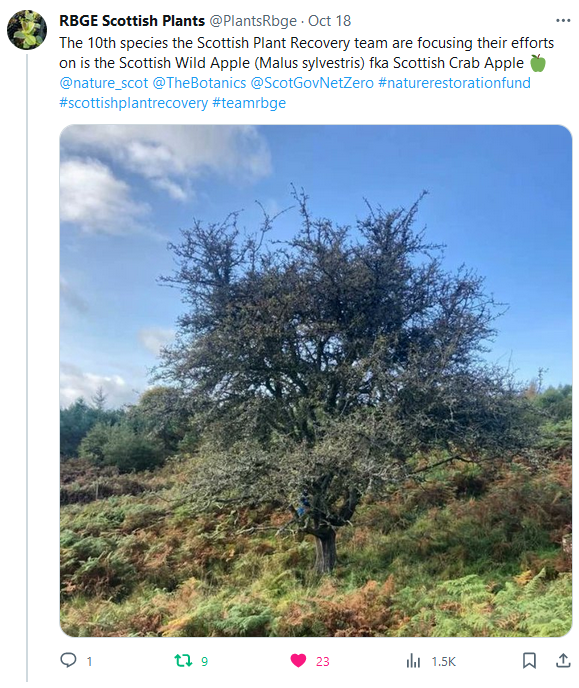 RBGE Scottish Plants @PlantsRbge · Oct 18
The 10th species the Scottish Plant Recovery team are focusing their efforts
on is the Scottish Wild Apple (Malus sylvestris) fka Scottish Crab Apple 🍏
@nature_scot @TheBotanics @ScotGovNetZero #naturerestorationfund
#scottishplantrecovery #teamrbge
1 9 23 1.5K